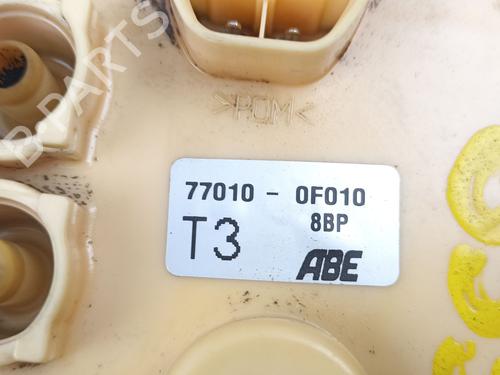 B-PARTS
>POM<
77010 - 0F010
T3 8BP
ABE